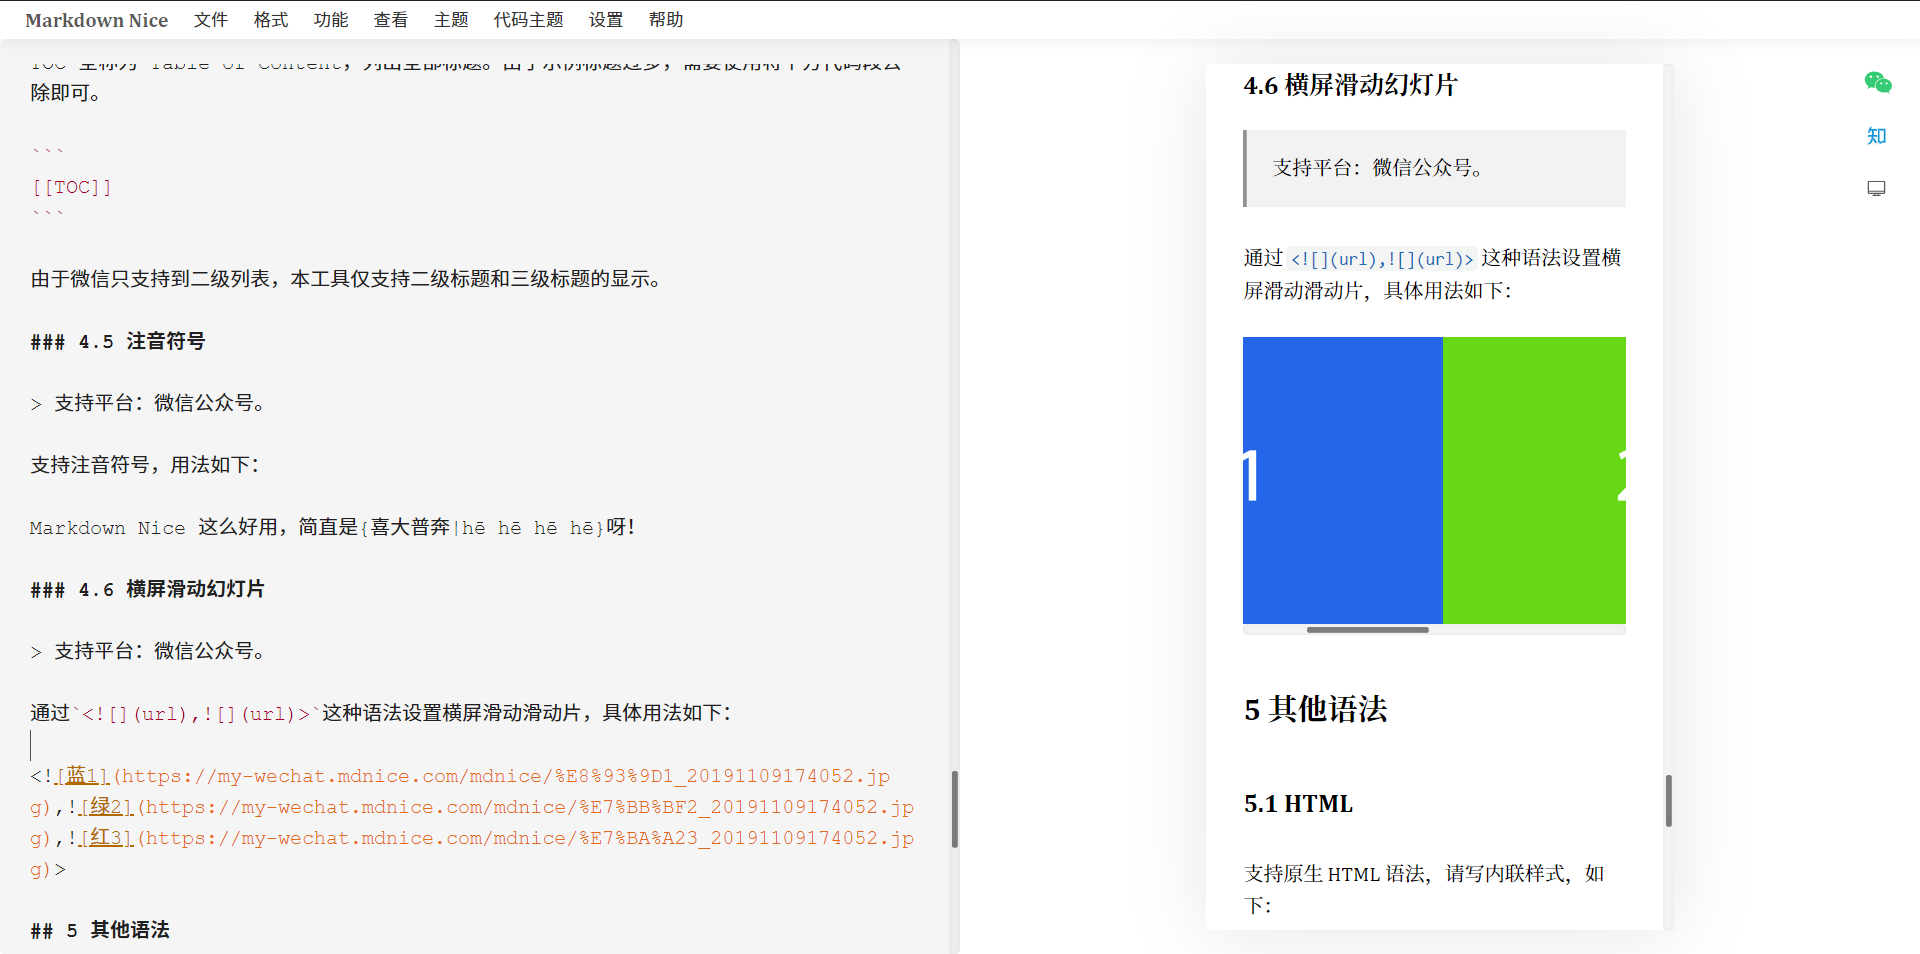 Markdown Nice 文件 格式 功能 查看 主题 代码主题 设置 帮助
除即可。
```
[[TOC]]
```
由于微信只支持到二级列表，本工具仅支持二级标题和三级标题的显示。
### 4.5 注音符号
> 支持平台：微信公众号。
支持注音符号，用法如下：
Markdown Nice 这么好用，简直是{喜大普奔|hē hē hē hē}呀！
### 4.6 横屏滑动幻灯片
> 支持平台：微信公众号。
通过`<![](url),![](url)>`这种语法设置横屏滑动滑动片，具体用法如下：
<![蓝1](https://my-wechat.mdnice.com/mdnice/%E8%93%9D1_20191109174052.jp
g),![绿2](https://my-wechat.mdnice.com/mdnice/%E7%BB%BF2_20191109174052.jp
g),![红3](https://my-wechat.mdnice.com/mdnice/%E7%BA%A23_20191109174052.jp
g)>
## 5 其他语法
4.6 横屏滑动幻灯片
支持平台：微信公众号。
通过 <![](url),![](url)> 这种语法设置横
屏滑动滑动片，具体用法如下：
1
5 其他语法
5.1 HTML
支持原生 HTML 语法，请写内联样式，如
下：
知